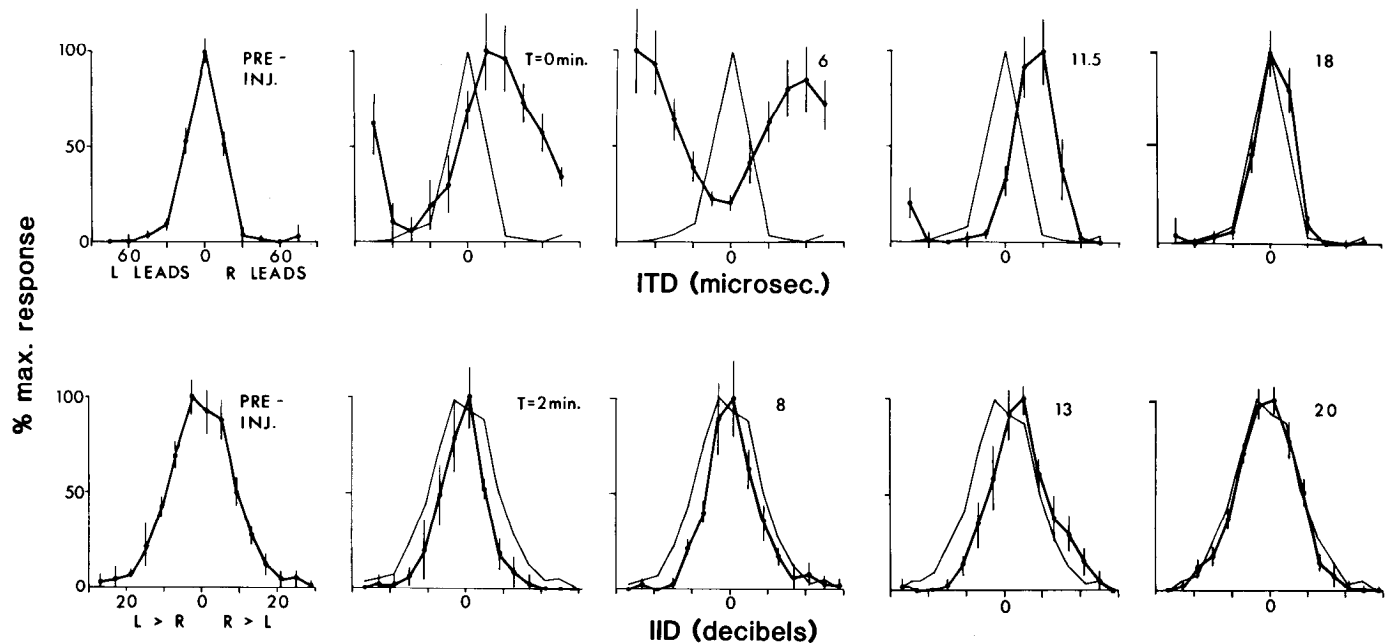 % max. response
100
50
0
PRE -
INJ.
60 0 60
L LEADS R LEADS
T=0 min.
0
6
ITD (microsec.)
11.5
0
18
0
100
50
0
PRE -
INJ.
20 0 20
L > R R > L
T=2 min.
0
8
0
IID (decibels)
13
0
20
0